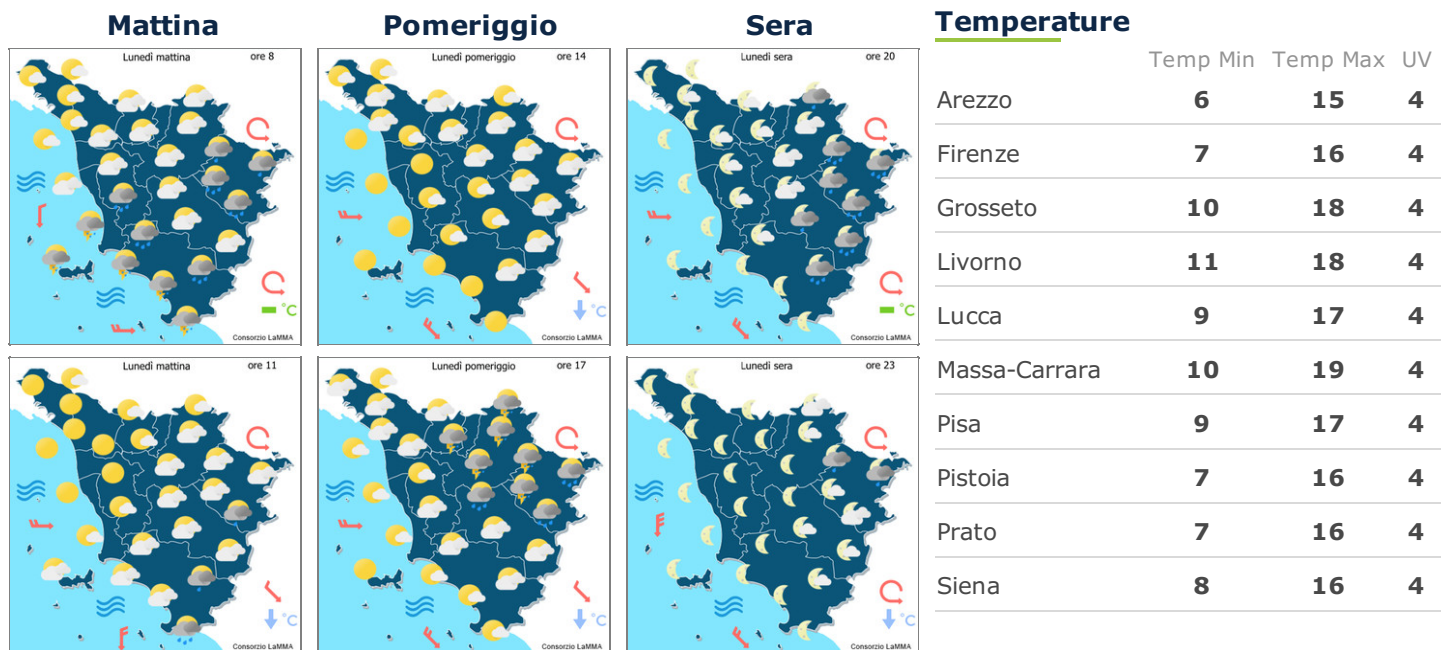 Mattina
Pomeriggio
Sera
Temperature
Lunedì mattina ore 8
Lunedì pomeriggio ore 14
Lunedì sera ore 20
°C
°C
°C
Consorzio LaMMA
Consorzio LaMMA
Consorzio LaMMA
Lunedì mattina ore 11
Lunedì pomeriggio ore 17
Lunedì sera ore 23
°C
°C
°C
Consorzio LaMMA
Consorzio LaMMA
Consorzio LaMMA
Temp Min Temp Max UV
Arezzo 6 15 4
Firenze 7 16 4
Grosseto 10 18 4
Livorno 11 18 4
Lucca 9 17 4
Massa-Carrara 10 19 4
Pisa 9 17 4
Pistoia 7 16 4
Prato 7 16 4
Siena 8 16 4